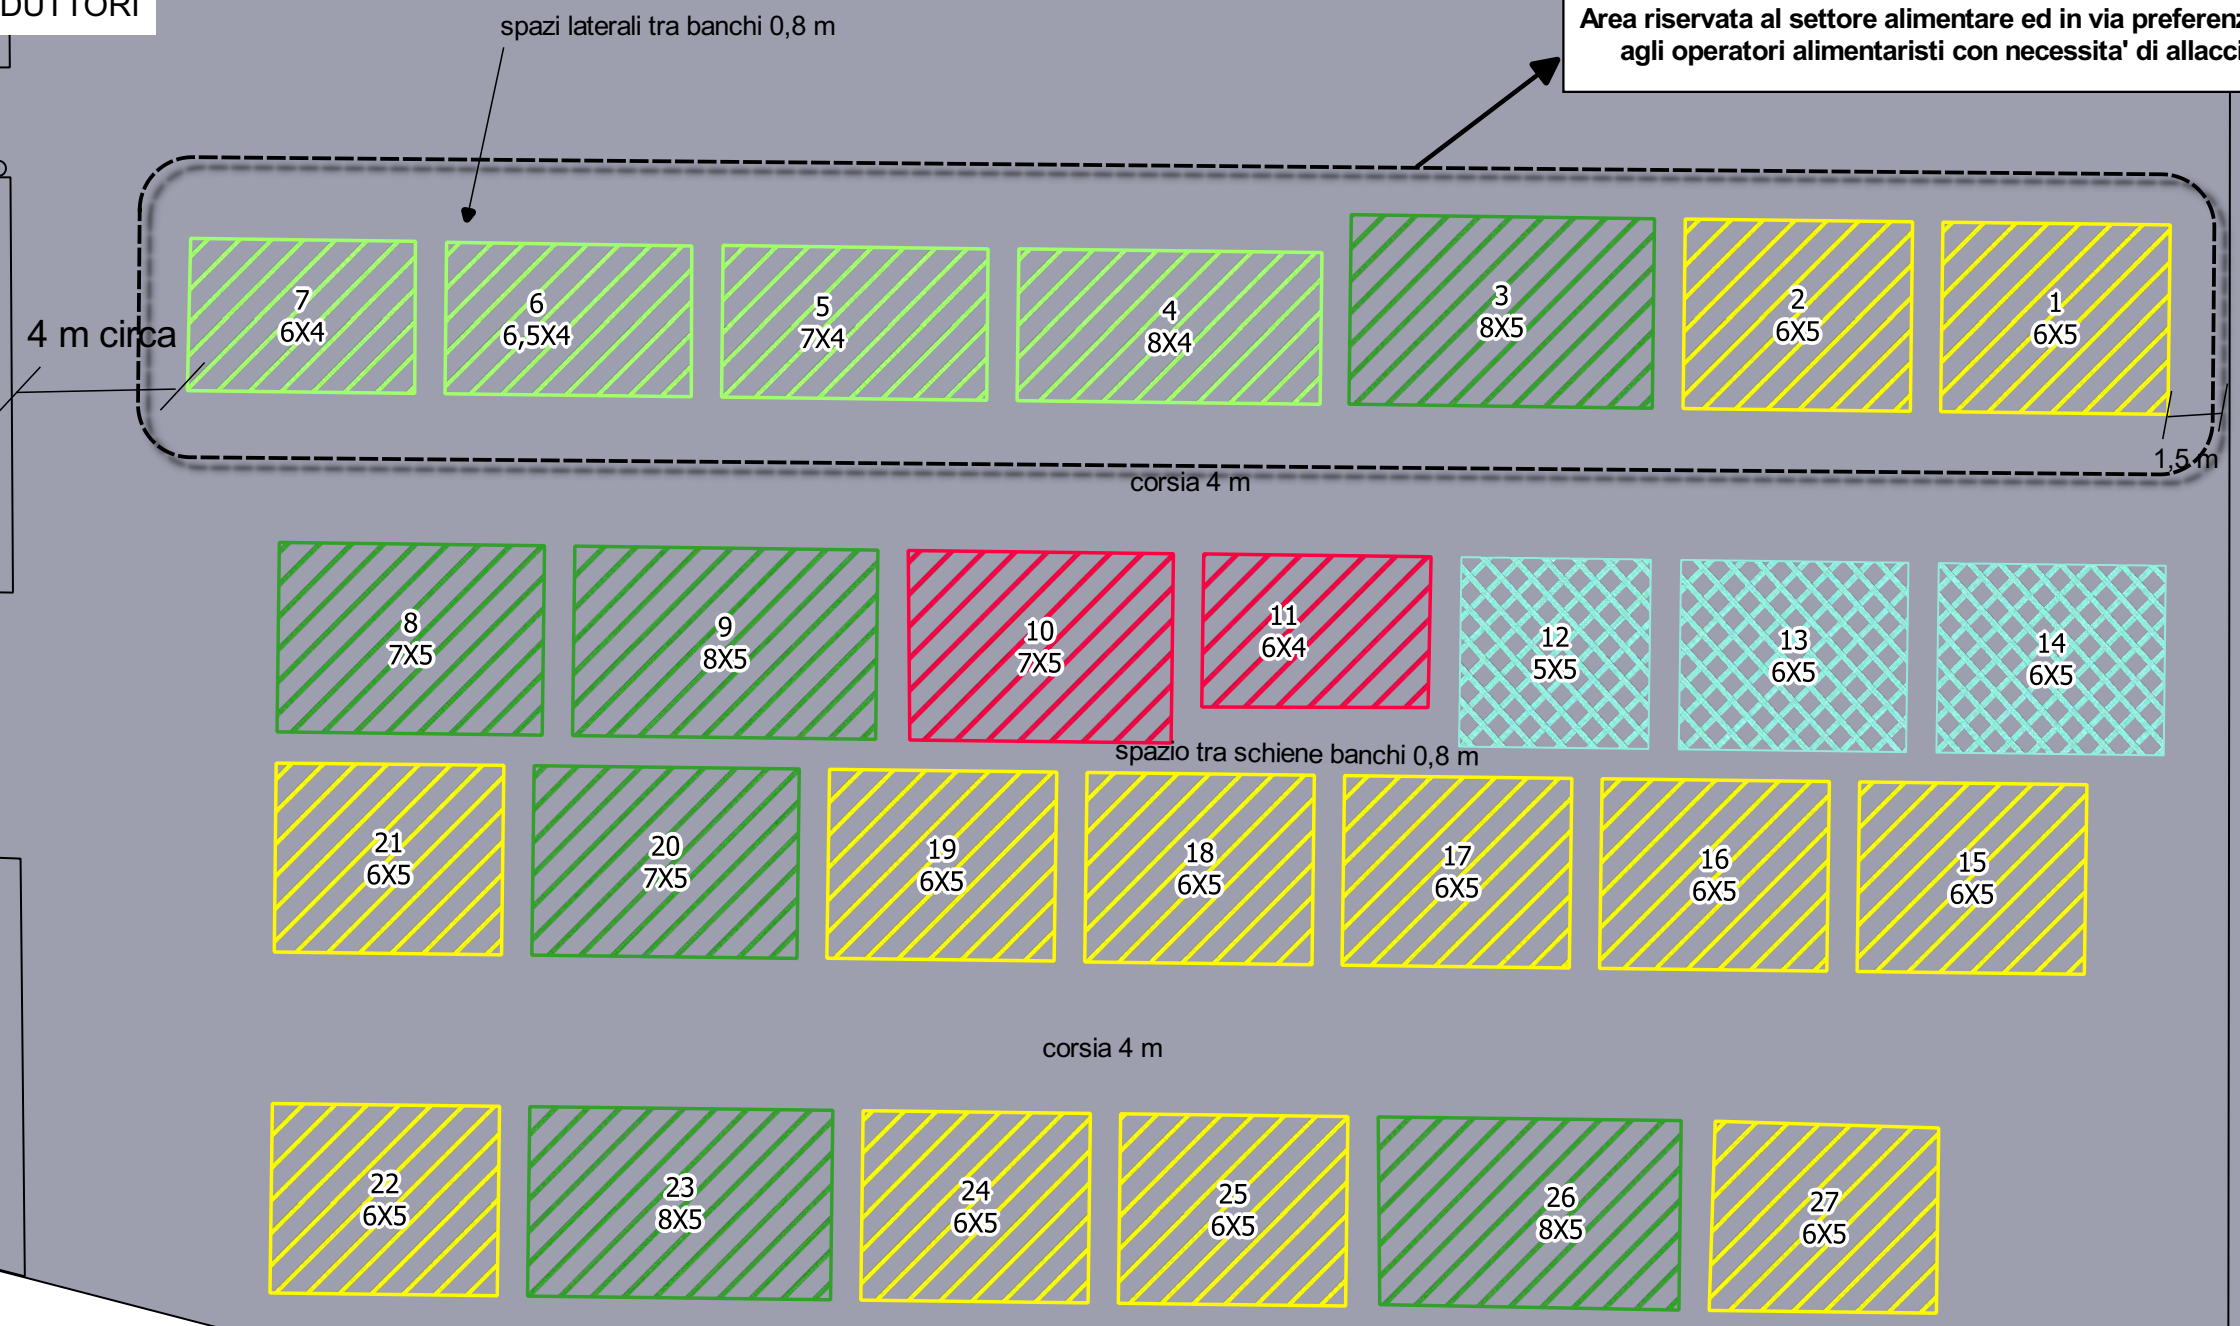 DUTTORI
spazi laterali tra banchi 0,8 m
Area riservata al settore alimentare ed in via
agli operatori alimentaristi con necessita' di
7
6X4
6
6,5X4
5
7X4
4
8X4
3
8X5
2
6X5
1
6X5
4 m circa
1,5 m
corsia 4 m
8
7X5
9
8X5
10
7X5
11
6X4
12
5X5
13
6X5
14
6X5
spazio tra schiene banchi 0,8 m
21
6X5
20
7X5
19
6X5
18
6X5
17
6X5
16
6X5
15
6X5
corsia 4 m
22
6X5
23
8X5
24
6X5
25
6X5
26
8X5
27
6X5